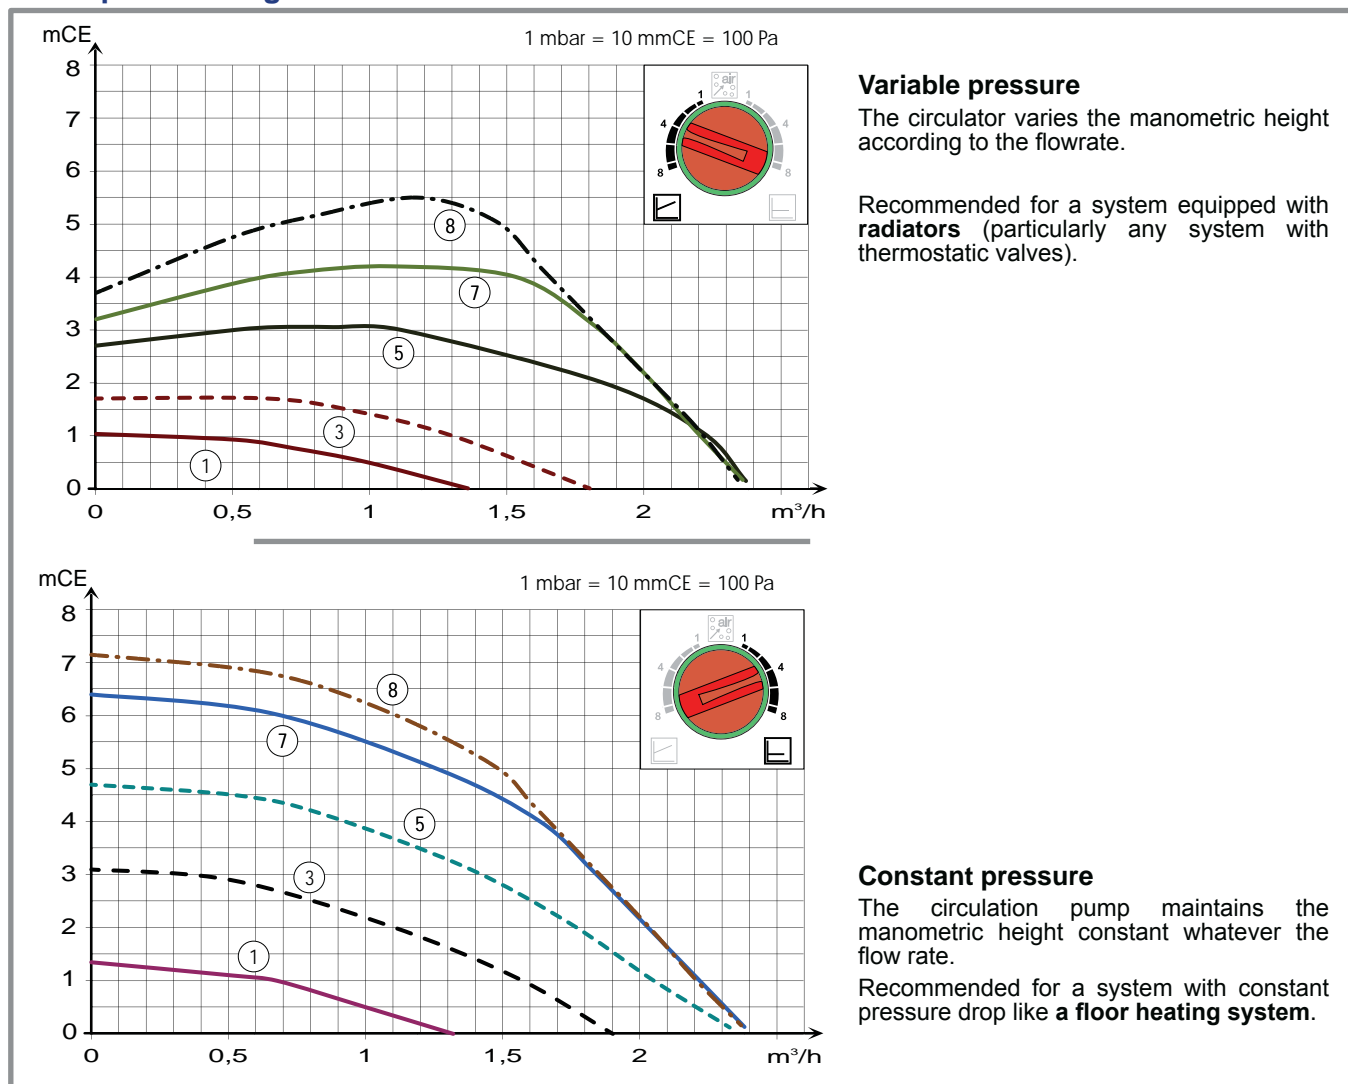 mCE
1 mbar = 10 mmCE = 100 Pa
8
7
6
5
4
3
2
1
0
0 0,5 1 1,5 2 m³/h
8
7
5
3
1
air
1 1
4 4
8 8
Variable pressure
The circulator varies the manometric height
according to the flowrate.
Recommended for a system equipped with
radiators (particularly any system with
thermostatic valves).
mCE
1 mbar = 10 mmCE = 100 Pa
8
7
6
5
4
3
2
1
0
0 0,5 1 1,5 2 m³/h
8
7
5
3
1
air
1 1
4 4
8 8
Constant pressure
The circulation pump maintains the
manometric height constant whatever the
flow rate.
Recommended for a system with constant
pressure drop like a floor heating system.